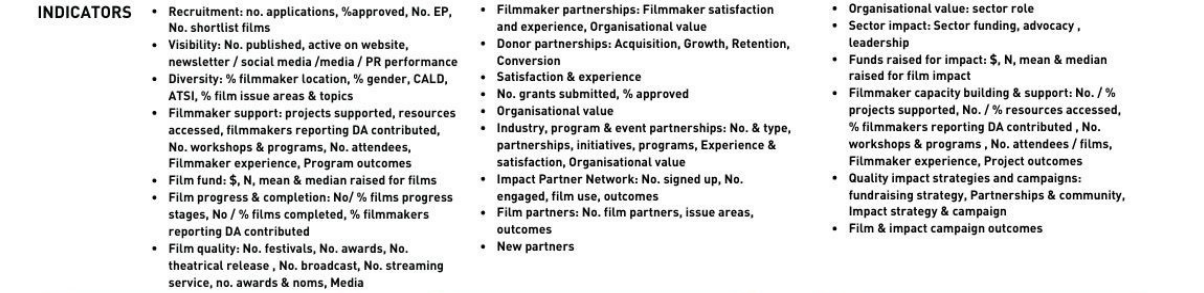 INDICATORS
• Recruitment: no. applications, %approved, No. EP,
No. shortlist films
• Visibility: No. published, active on website,
newsletter / social media /media / PR performance
• Diversity: % filmmaker location, % gender, CALD,
ATSI, % film issue areas & topics
• Filmmaker support: projects supported, resources
accessed, filmmakers reporting DA contributed,
No. workshops & programs, No. attendees,
Filmmaker experience, Program outcomes
• Film fund: $, N, mean & median raised for films
• Film progress & completion: No/ % films progress
stages, No / % films completed, % filmmakers
reporting DA contributed
• Film quality: No. festivals, No. awards, No.
theatrical release , No. broadcast, No. streaming
service, no. awards & noms, Media
• Filmmaker partnerships: Filmmaker satisfaction
and experience, Organisational value
• Donor partnerships: Acquisition, Growth, Retention,
Conversion
• Satisfaction & experience
• No. grants submitted, % approved
• Organisational value
• Industry, program & event partnerships: No. & type,
partnerships, initiatives, programs, Experience &
satisfaction, Organisational value
• Impact Partner Network: No. signed up, No.
engaged, film use, outcomes
• Film partners: No. film partners, issue areas,
outcomes
• New partners
• Organisational value: sector role
• Sector impact: Sector funding, advocacy ,
leadership
• Funds raised for impact: $, N, mean & median
raised for film impact
• Filmmaker capacity building & support: No. / %
projects supported, No. / % resources accessed,
% filmmakers reporting DA contributed , No.
workshops & programs , No. attendees / films,
Filmmaker experience, Project outcomes
• Quality impact strategies and campaigns:
fundraising strategy, Partnerships & community,
Impact strategy & campaign
• Film & impact campaign outcomes